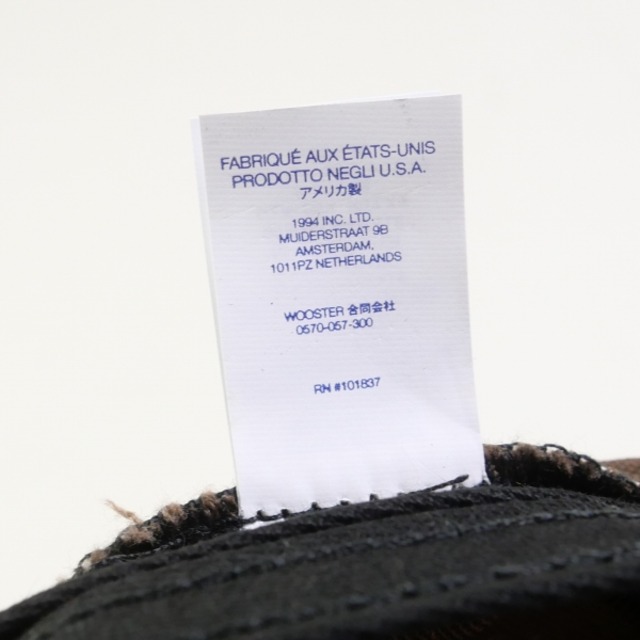 FABRIQUÉ AUX ÉTATS-UNIS
PRODOTTO NEGLI U.S.A.
アメリカ製
1994 INC. LTD.
MUIDERSTRAAT 9B
AMSTERDAM,
1011PZ NETHERLANDS
WOOSTER 合同会社
0570-057-300
RN #101837